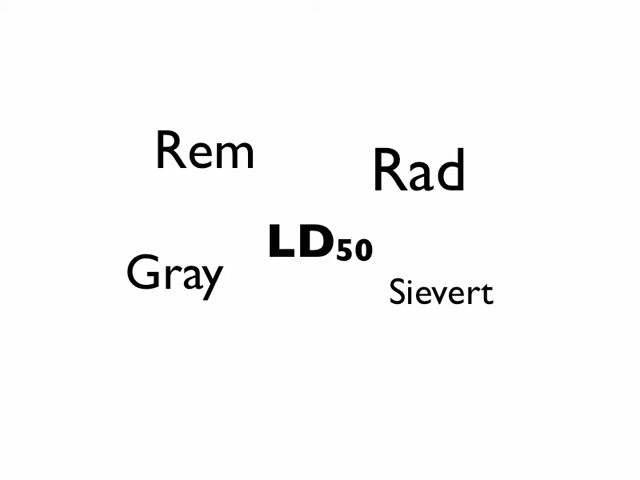 Rem
Rad
LD₅₀
Gray
Sievert